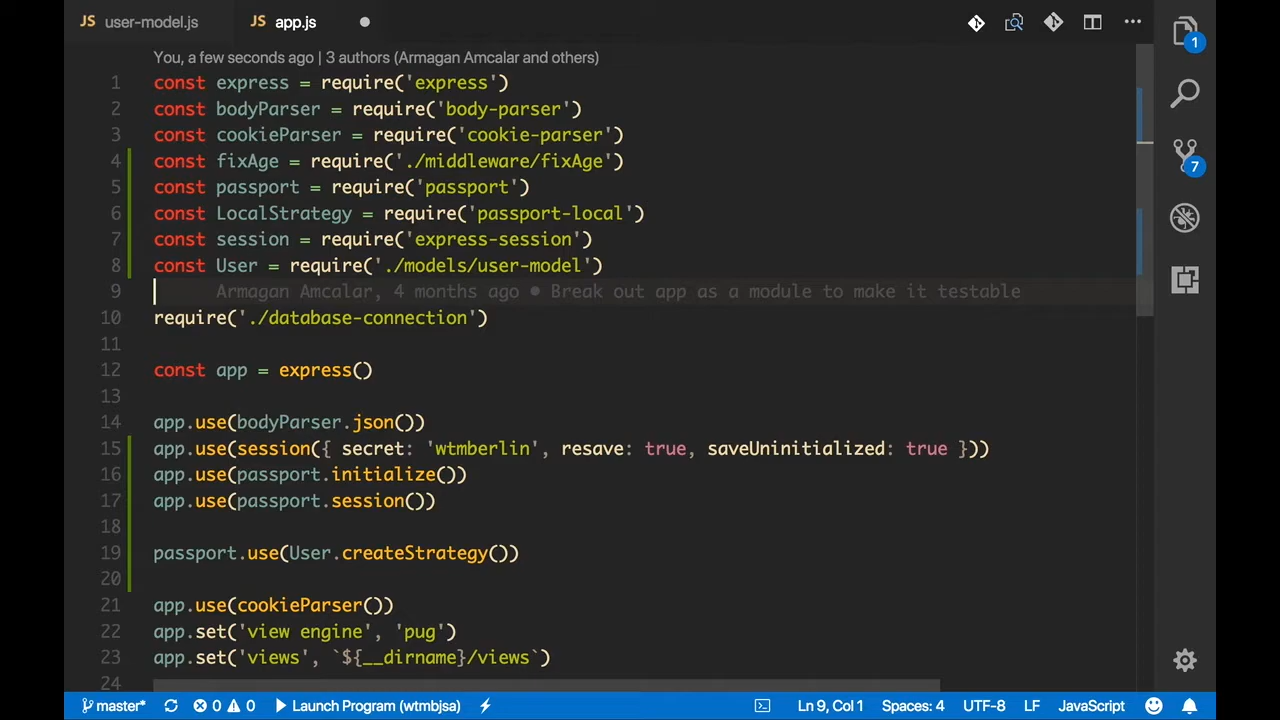 JS user-model.js JS app.js
You, a few seconds ago | 3 authors (Armagan Amcalar and others)
1 const express = require('express')
2 const bodyParser = require('body-parser')
3 const cookieParser = require('cookie-parser')
4 const fixAge = require('./middleware/fixAge')
5 const passport = require('passport')
6 const LocalStrategy = require('passport-local')
7 const session = require('express-session')
8 const User = require('./models/user-model')
9 Armagan Amcalar, 4 months ago • Break out app as a module to make it testable
10 require('./database-connection')
11
12 const app = express()
13
14 app.use(bodyParser.json())
15 app.use(session({ secret: 'wtmberlin', resave: true, saveUninitialized: true }))
16 app.use(passport.initialize())
17 app.use(passport.session())
18
19 passport.use(User.createStrategy())
20
21 app.use(cookieParser())
22 app.set('view engine', 'pug')
23 app.set('views', `${__dirname}/views`)
24
1
7
master* 0 0 Launch Program (wtmbjsa) Ln 9, Col 1 Spaces: 4 UTF-8 LF JavaScript